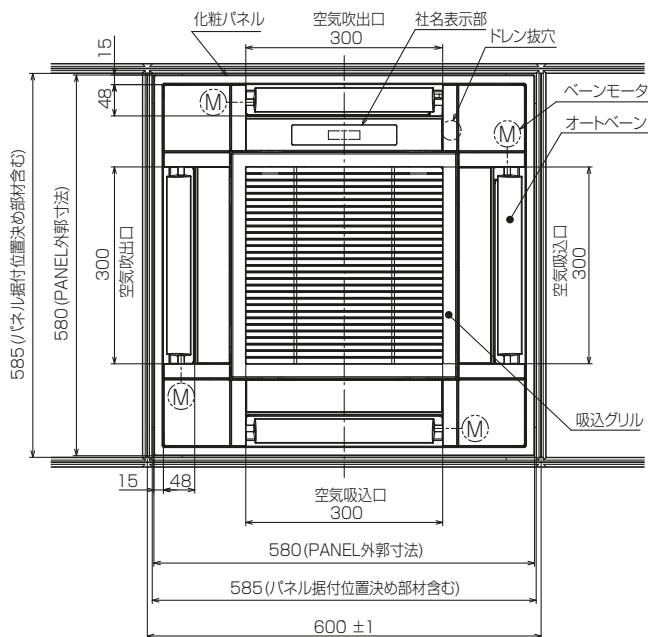 化粧パネル
空気吹出口
300
社名表示部
ドレン抜穴
ベーンモータ
オートベーン
15
48
M
M
585(パネル据付位置決め部材含む)
580(PANEL外郭寸法)
300
空気吹出口
空気吸込口
300
M
M
吸込グリル
15
48
空気吸込口
300
580(PANEL外郭寸法)
585(パネル据付位置決め部材含む)
600 ±1